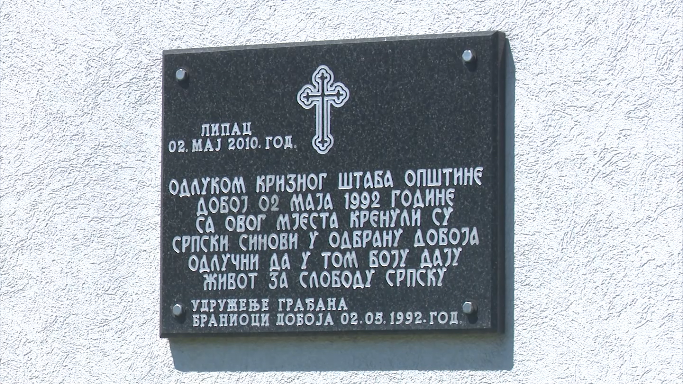 ЛИПАЦ
02. МАЈ 2010. ГОД.
ОДЛУКОМ КРИЗНОГ ШТАБА ОПШТИНЕ
ДОБОЈ 02 МАЈА 1992 ГОДИНЕ
СА ОВОГ МЈЕСТА КРЕНУЛИ СУ
СРПСКИ СИНОВИ У ОДБРАНУ ДОБОЈА
ОДЛУЧНИ ДА У ТОМ БОЈУ ДАЈУ
ЖИВОТ ЗА СЛОБОДУ СРПСКУ
УДРУЖЕЊЕ ГРАЂАНА
БРАНИОЦИ ДОБОЈА 02.05.1992.ГОД.